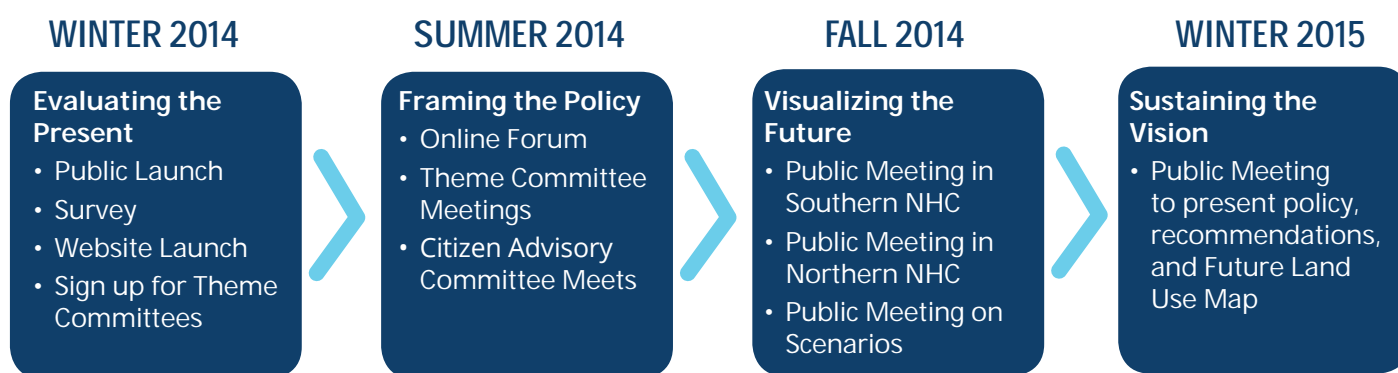 WINTER 2014
Evaluating the
Present
• Public Launch
• Survey
• Website Launch
• Sign up for Theme
Committees
SUMMER 2014
Framing the Policy
• Online Forum
• Theme Committee
Meetings
• Citizen Advisory
Committee Meets
FALL 2014
Visualizing the
Future
• Public Meeting in
Southern NHC
• Public Meeting in
Northern NHC
• Public Meeting on
Scenarios
WINTER 2015
Sustaining the
Vision
• Public Meeting
to present policy,
recommendations,
and Future Land
Use Map